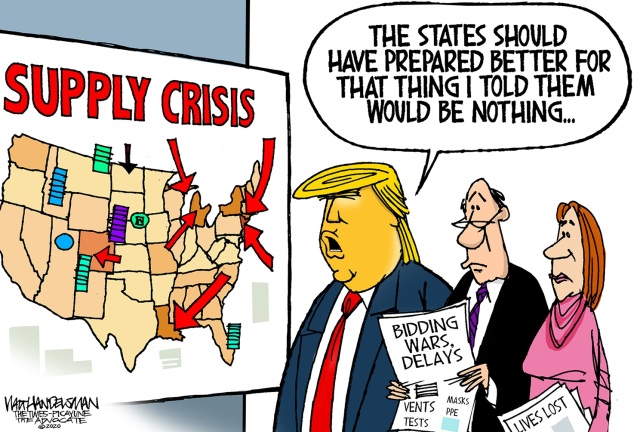 SUPPLY CRISIS
THE STATES SHOULD
HAVE PREPARED BETTER FOR
THAT THING I TOLD THEM
WOULD BE NOTHING...
BIDDING
WARS,
DELAYS
VENTS
TESTS
MASKS
PPE
LIVES LOST
WALT HANDELSMAN
THE TIMES-PICAYUNE
THE ADVOCATE
©2020